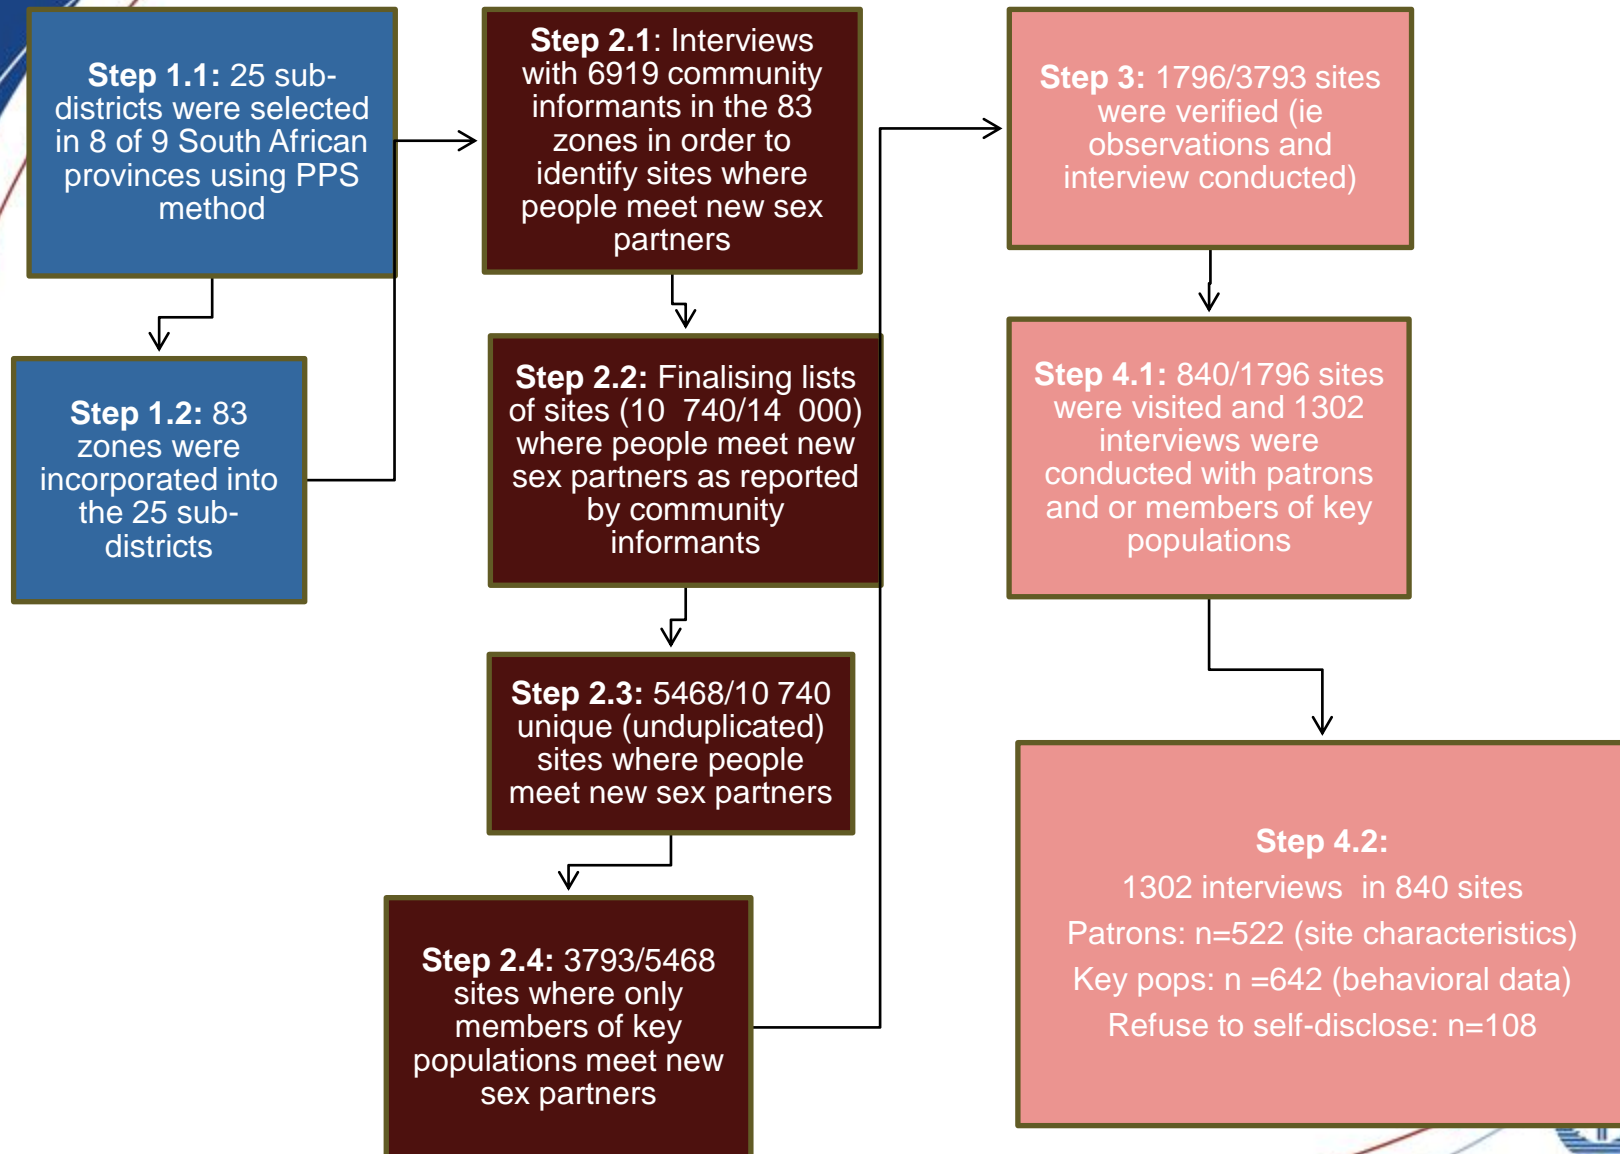 Step 1.1: 25 sub-
districts were selected
in 8 of 9 South African
provinces using PPS
method
Step 1.2: 83
zones were
incorporated into
the 25 sub-
districts
Step 2.1: Interviews
with 6919 community
informants in the 83
zones in order to
identify sites where
people meet new sex
partners
Step 2.2: Finalising lists
of sites (10 740/14 000)
where people meet new
sex partners as reported
by community
informants
Step 2.3: 5468/10 740
unique (unduplicated)
sites where people
meet new sex partners
Step 2.4: 3793/5468
sites where only
members of key
populations meet new
sex partners
Step 3: 1796/3793 sites
were verified (ie
observations and
interview conducted)
Step 4.1: 840/1796 sites
were visited and 1302
interviews were
conducted with patrons
and or members of key
populations
Step 4.2:
1302 interviews in 840 sites
Patrons: n=522 (site characteristics)
Key pops: n =642 (behavioral data)
Refuse to self-disclose: n=108